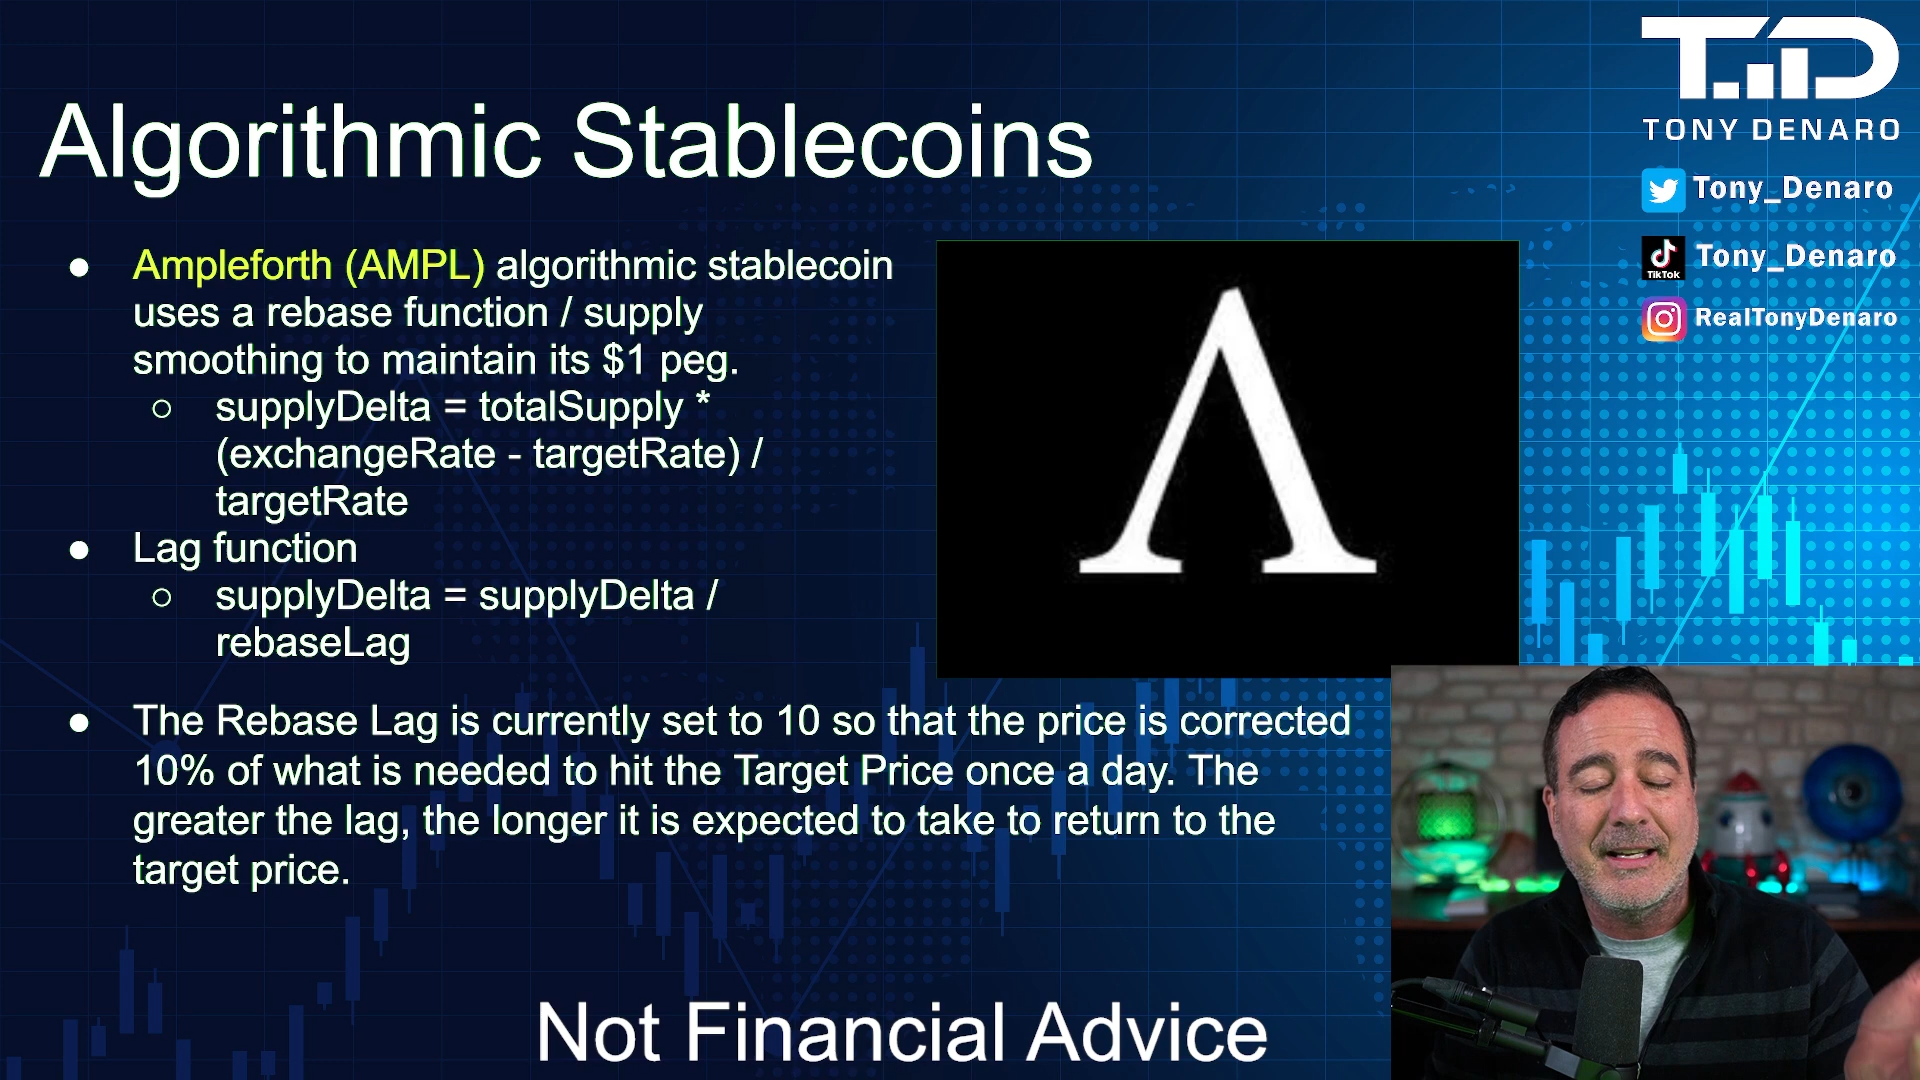 Algorithmic Stablecoins
● Ampleforth (AMPL) algorithmic stablecoin
uses a rebase function / supply
smoothing to maintain its $1 peg.
○ supplyDelta = totalSupply *
(exchangeRate - targetRate) /
targetRate
● Lag function
○ supplyDelta = supplyDelta /
rebaseLag
● The Rebase Lag is currently set to 10 so that the price is corrected
10% of what is needed to hit the Target Price once a day. The
greater the lag, the longer it is expected to take to return to the
target price.
Not Financial Advice
Λ
TD
TONY DENARO
Tony_Denaro
TikTok
Tony_Denaro
RealTonyDenaro